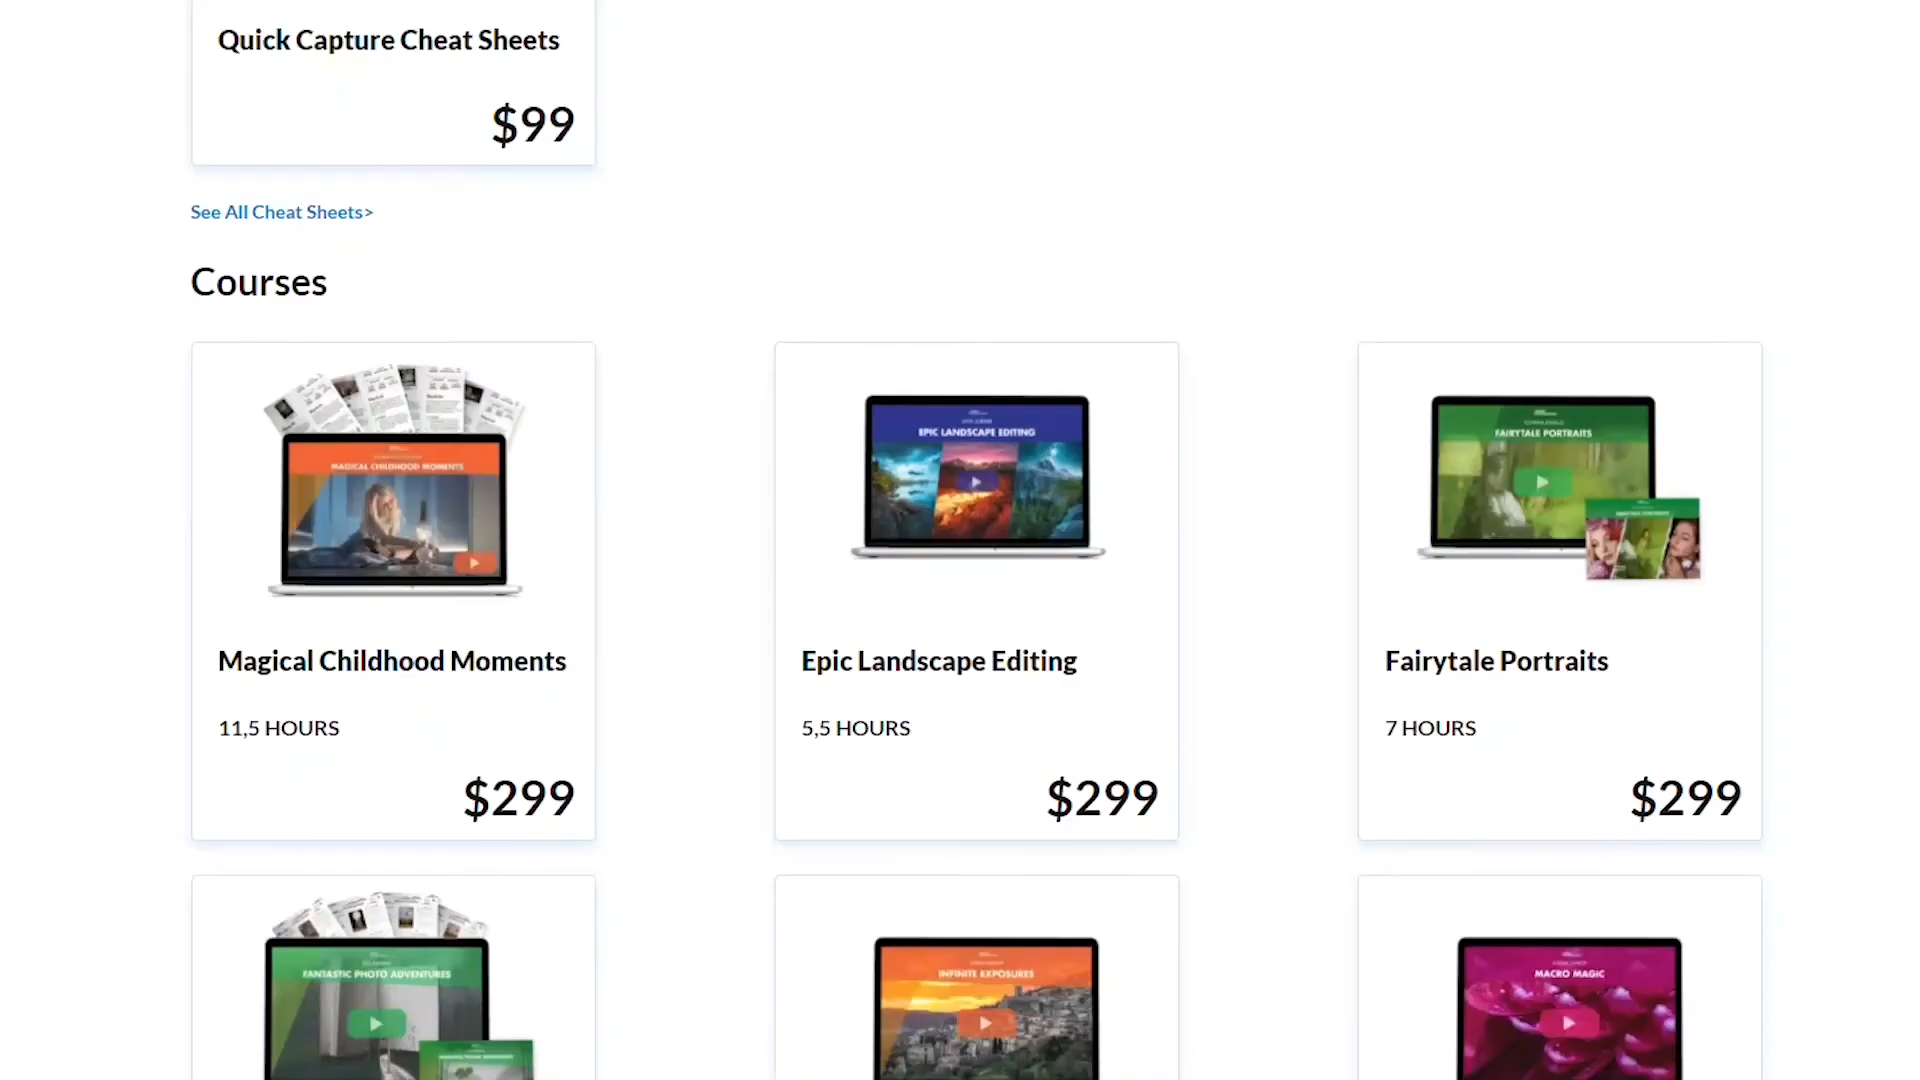 Quick Capture Cheat Sheets
$99
See All Cheat Sheets>
Courses
MAGICAL CHILDHOOD MOMENTS
EPIC LANDSCAPE EDITING
FAIRYTALE PORTRAITS
Magical Childhood Moments
Epic Landscape Editing
Fairytale Portraits
11,5 HOURS
5,5 HOURS
7 HOURS
$299
$299
$299
FANTASTIC PHOTO ADVENTURES
INFINITE EXPOSURES
MACRO MAGIC